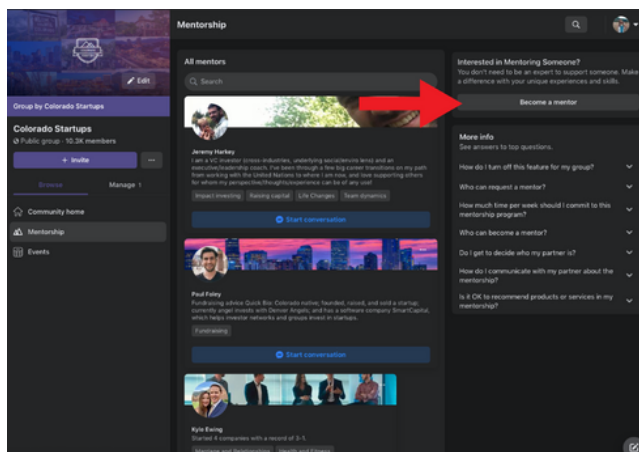 Mentorship
Edit
Group by Colorado Startups
Colorado Startups
Public group · 10.3K members
+ Invite
Browse
Manage 1
Community home
Mentorship
Events
All mentors
Search
Jeremy Harkey
I am a VC investor (cross-industries, underlying social/enviro lens) and an
executive/leadership coach. I've been through a few big career transitions on my path
from working with the United Nations to where I am now, and love supporting others
for whom my perspective/thoughts/experience can be of any use!
Impact investing
Raising capital
Life Changes
Team dynamics
Start conversation
Paul Foley
Fundraising advice Quick Bio: Colorado native; founded, raised, and sold a startup;
currently angel invests with Denver Angels; and has a software company SmartCapital,
which helps investor networks and groups invest in startups.
Fundraising
Start conversation
Kyle Ewing
Started 4 companies with a record of 3-1.
Marriage and Relationships
Health and Fitness
Interested in Mentoring Someone?
You don't need to be an expert to support someone. Make
a difference with your unique experiences and skills.
Become a mentor
More info
See answers to top questions.
How do I turn off this feature for my group?
Who can request a mentor?
How much time per week should I commit to this
mentorship program?
Who can become a mentor?
Do I get to decide who my partner is?
How do I communicate with my partner about the
mentorship?
Is it OK to recommend products or services in my
mentorship?